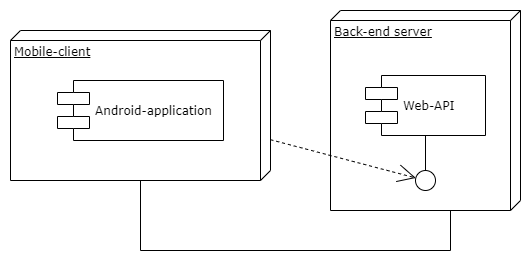 Mobile-client
Android-application
Back-end server
Web-API